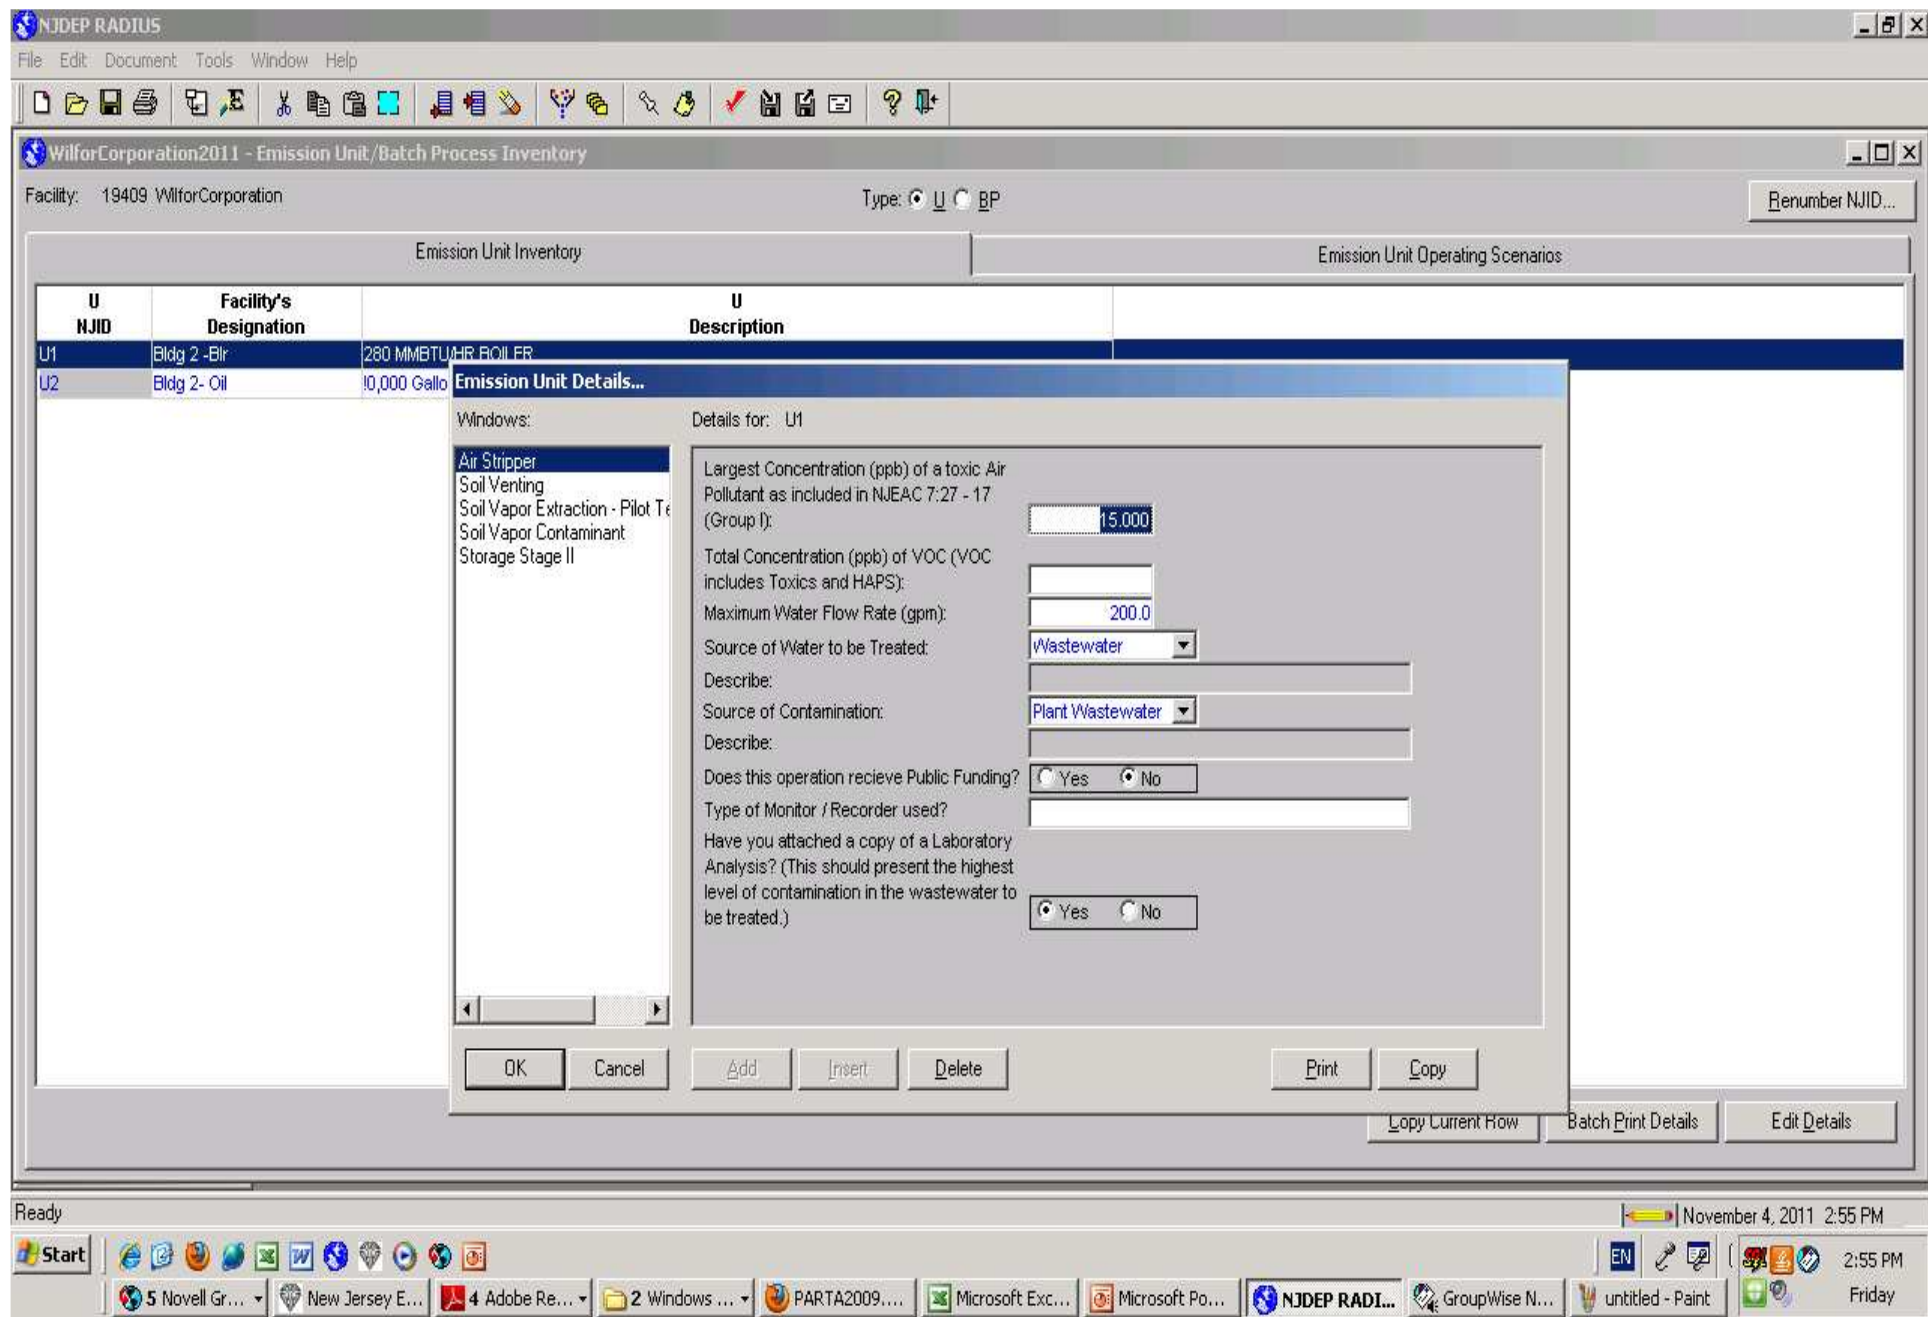 NJDEP RADIUS
File Edit Document Tools Window Help
WilforCorporation2011 - Emission Unit/Batch Process Inventory
Facility: 19409 WilforCorporation Type: U BP Renumber NJID...
Emission Unit Inventory Emission Unit Operating Scenarios
U Facility's U
NJID Designation Description
U1 Bldg 2 -Blr 280 MMBTU/HR BOILER
U2 Bldg 2- Oil !0,000 Gallo
Emission Unit Details...
Windows: Details for: U1
Air Stripper
Soil Venting
Soil Vapor Extraction - Pilot Te
Soil Vapor Contaminant
Storage Stage II
Largest Concentration (ppb) of a toxic Air
Pollutant as included in NJEAC 7:27 - 17
(Group I): 15.000
Total Concentration (ppb) of VOC (VOC
includes Toxics and HAPS):
Maximum Water Flow Rate (gpm): 200.0
Source of Water to be Treated: Wastewater
Describe:
Source of Contamination: Plant Wastewater
Describe:
Does this operation recieve Public Funding? Yes No
Type of Monitor / Recorder used?
Have you attached a copy of a Laboratory
Analysis? (This should present the highest
level of contamination in the wastewater to
be treated.) Yes No
OK Cancel Add Insert Delete Print Copy
Copy Current Row Batch Print Details Edit Details
Ready November 4, 2011 2:55 PM
Start EN 2:55 PM
5 Novell Gr... New Jersey E... 4 Adobe Re... 2 Windows ... PARTA2009.... Microsoft Exc... Microsoft Po... NJDEP RADI... GroupWise N... untitled - Paint Friday